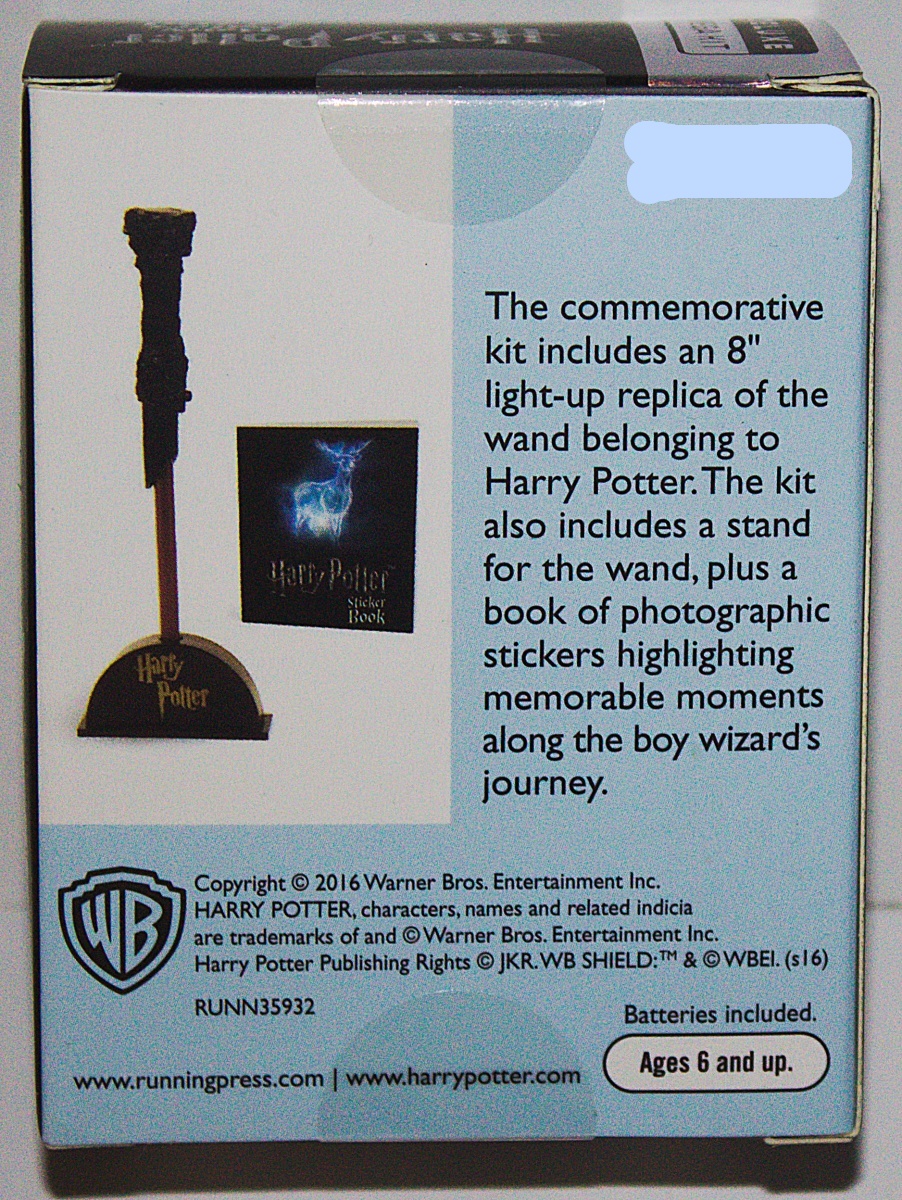 The commemorative
kit includes an 8"
light-up replica of the
wand belonging to
Harry Potter. The kit
also includes a stand
for the wand, plus a
book of photographic
stickers highlighting
memorable moments
along the boy wizard's
journey.
Harry Potter™
Sticker
Book
Harry
Potter
WB
Copyright © 2016 Warner Bros. Entertainment Inc.
HARRY POTTER, characters, names and related indicia
are trademarks of and © Warner Bros. Entertainment Inc.
Harry Potter Publishing Rights © JKR. WB SHIELD: ™ & © WBEI. (s16)
RUNN35932
Batteries included.
Ages 6 and up.
www.runningpress.com | www.harrypotter.com